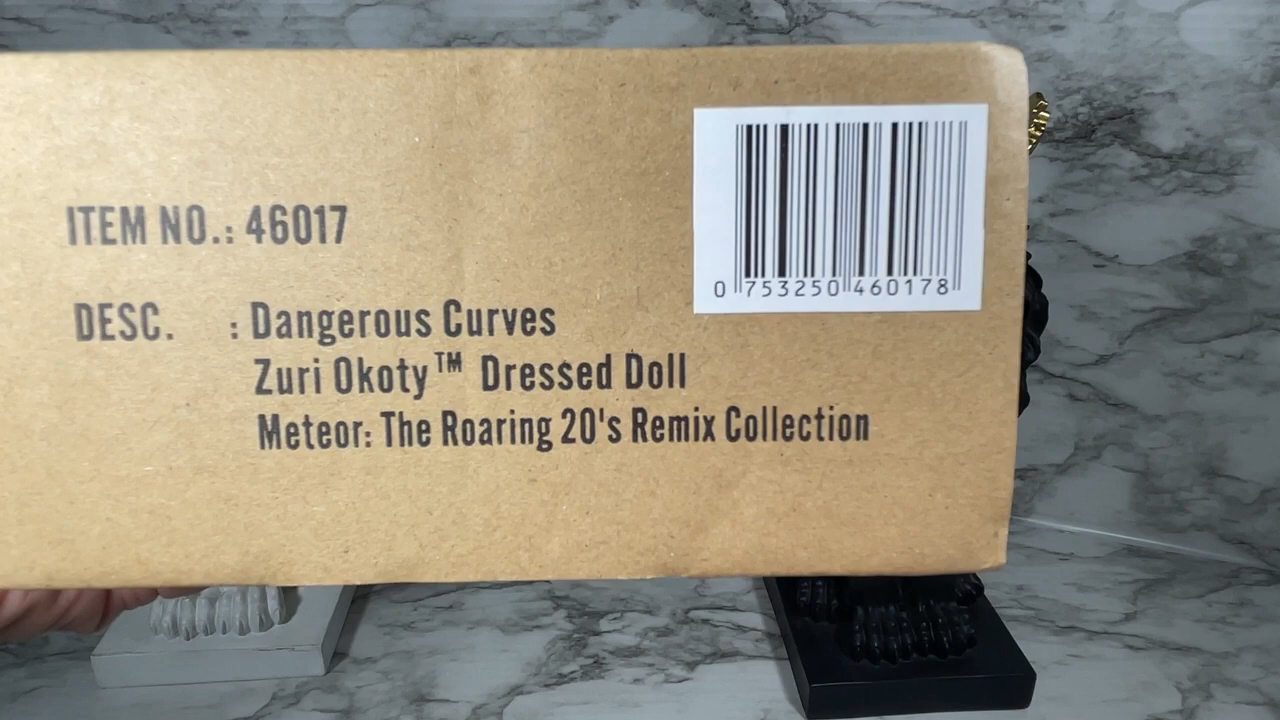 ITEM NO.: 46017
DESC. : Dangerous Curves
Zuri Okoty™ Dressed Doll
Meteor: The Roaring 20's Remix Collection
0 753250 460178